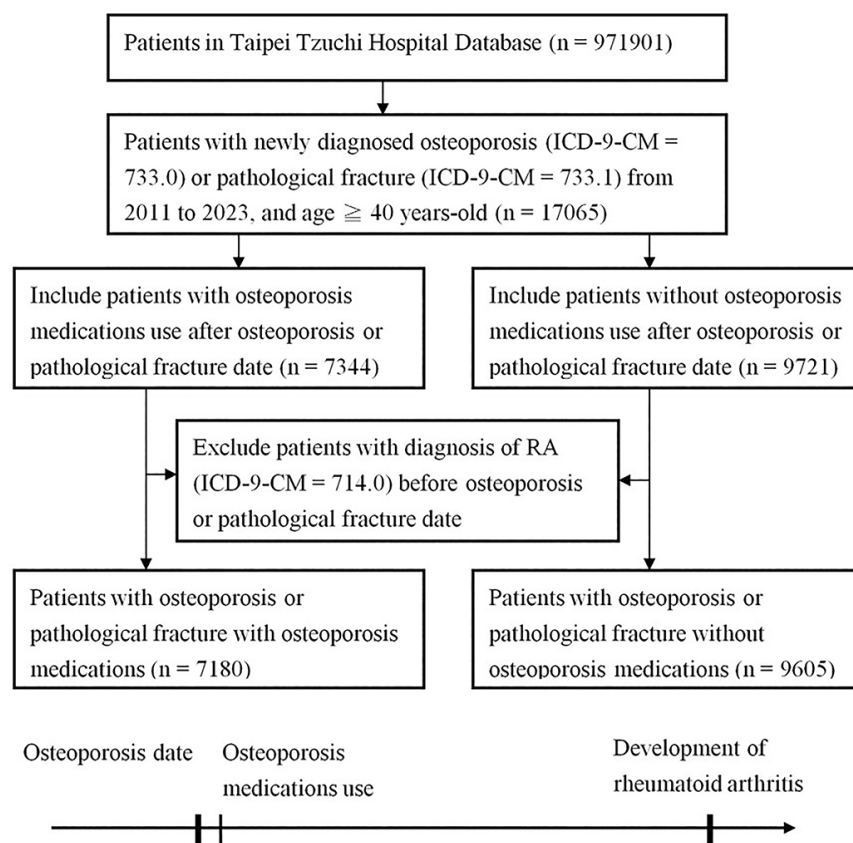 Patients in Taipei Tzuchi Hospital Database (n = 971901)
Patients with newly diagnosed osteoporosis (ICD-9-CM =
733.0) or pathological fracture (ICD-9-CM = 733.1) from
2011 to 2023, and age ≧ 40 years-old (n = 17065)
Include patients with osteoporosis
medications use after osteoporosis or
pathological fracture date (n = 7344)
Include patients without osteoporosis
medications use after osteoporosis or
pathological fracture date (n = 9721)
Exclude patients with diagnosis of RA
(ICD-9-CM = 714.0) before osteoporosis
or pathological fracture date
Patients with osteoporosis or
pathological fracture with osteoporosis
medications (n = 7180)
Patients with osteoporosis or
pathological fracture without
osteoporosis medications (n = 9605)
Osteoporosis date
Osteoporosis
medications use
Development of
rheumatoid arthritis